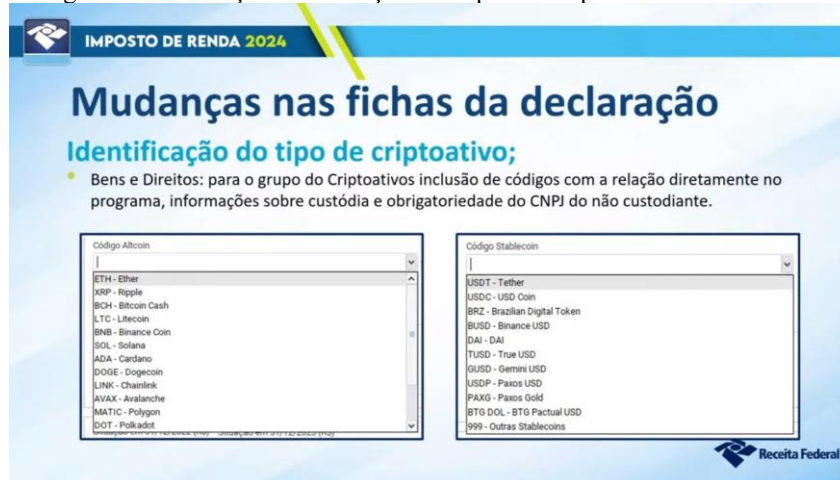 IMPOSTO DE RENDA 2024
Mudanças nas fichas da declaração
Identificação do tipo de criptoativo;
• Bens e Direitos: para o grupo do Criptoativos inclusão de códigos com a relação diretamente no
programa, informações sobre custódia e obrigatoriedade do CNPJ do não custodiante.
Código Altcoin
ETH - Ether
XRP - Ripple
BCH - Bitcoin Cash
LTC - Litecoin
BNB - Binance Coin
SOL - Solana
ADA - Cardano
DOGE - Dogecoin
LINK - Chainlink
AVAX - Avalanche
MATIC - Polygon
DOT - Polkadot
Código Stablecoin
USDT - Tether
USDC - USD Coin
BRZ - Brazilian Digital Token
BUSD - Binance USD
DAI - DAI
TUSD - True USD
GUSD - Gemini USD
USDP - Paxos USD
PAXG - Paxos Gold
BTG DOL - BTG Pactual USD
999 - Outras Stablecoins
Receita Federal